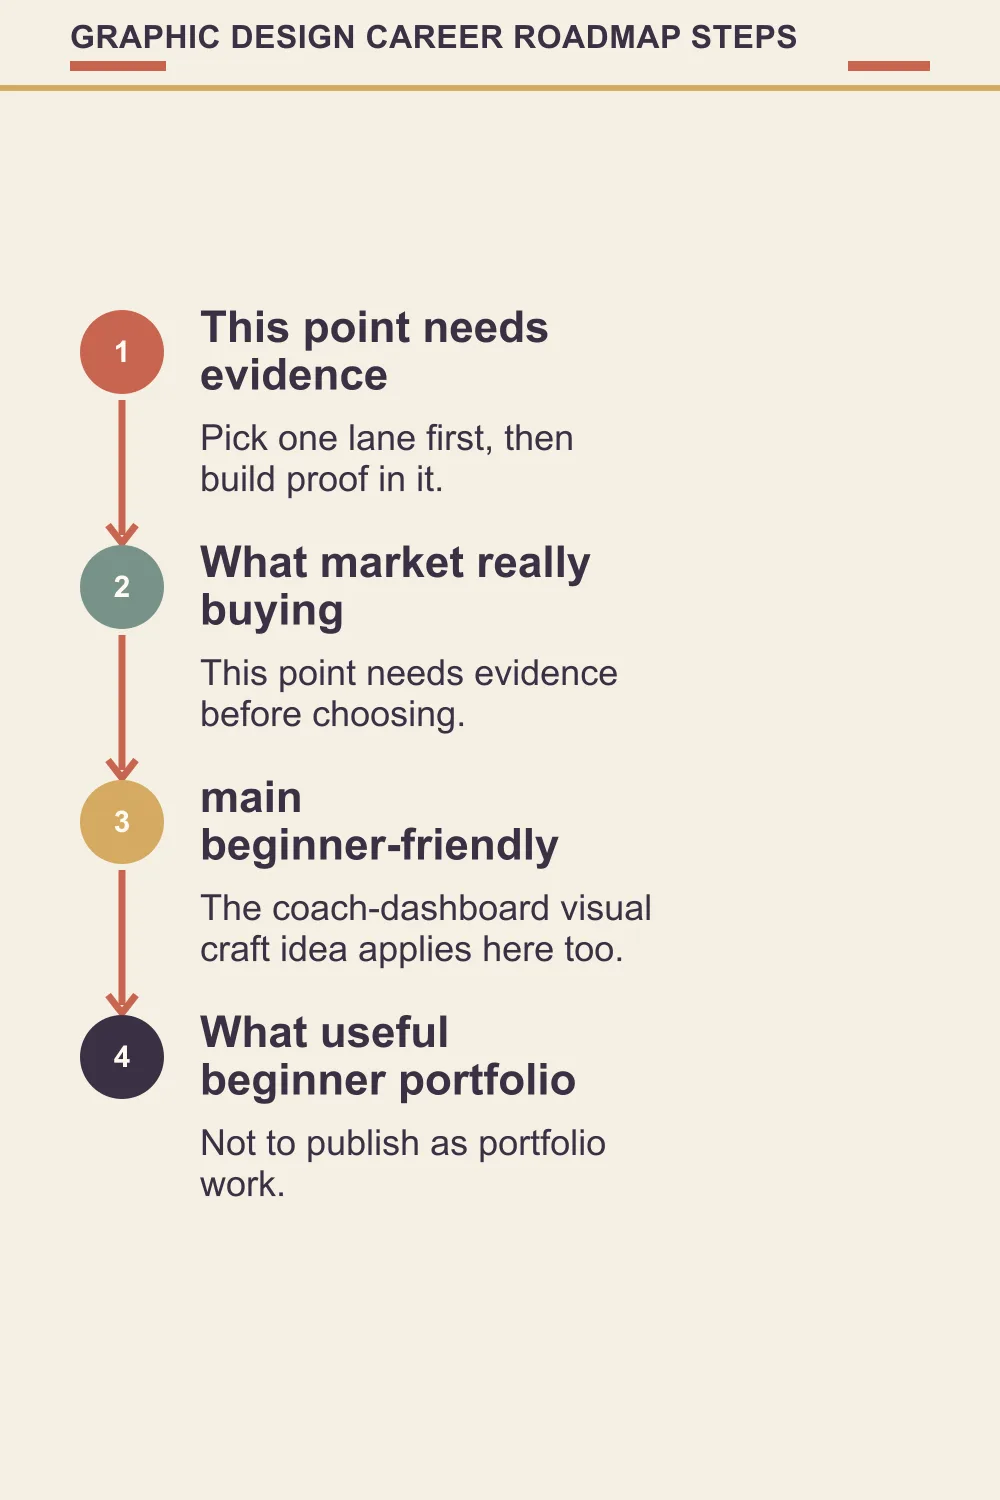 GRAPHIC DESIGN CAREER ROADMAP STEPS
1
This point needs
evidence
Pick one lane first, then
build proof in it.
2
What market really
buying
This point needs evidence
before choosing.
3
main
beginner-friendly
The coach-dashboard visual
craft idea applies here too.
4
What useful
beginner portfolio
Not to publish as portfolio
work.